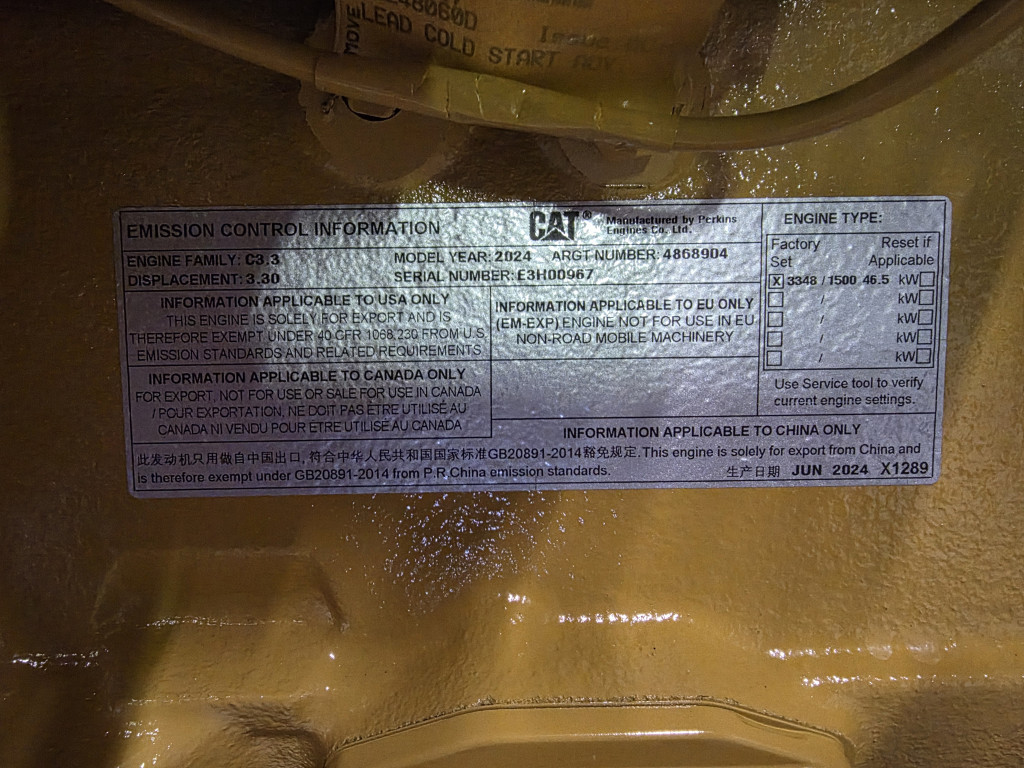 48060D
MOVE
LEAD COLD START ADV
EMISSION CONTROL INFORMATION
CAT® Manufactured by Perkins
Engines Co. Ltd.
ENGINE FAMILY: C3.3 MODEL YEAR: 2024 ARGT NUMBER: 4868904
DISPLACEMENT: 3.30 SERIAL NUMBER: E3H00967
INFORMATION APPLICABLE TO USA ONLY
THIS ENGINE IS SOLELY FOR EXPORT AND IS
THEREFORE EXEMPT UNDER 40 CFR 1068.230 FROM U.S.
EMISSION STANDARDS AND RELATED REQUIREMENTS
INFORMATION APPLICABLE TO CANADA ONLY
FOR EXPORT, NOT FOR USE OR SALE FOR USE IN CANADA
/ POUR EXPORTATION, NE DOIT PAS ÊTRE UTILISÉ AU
CANADA NI VENDU POUR ETRE UTILISÉ AU CANADA
INFORMATION APPLICABLE TO EU ONLY
(EM-EXP) ENGINE NOT FOR USE IN EU
NON-ROAD MOBILE MACHINERY
ENGINE TYPE:
Factory Reset if
Set Applicable
X 3348 / 1500 46.5 kW
/ kW
/ kW
/ kW
/ kW
Use Service tool to verify
current engine settings.
INFORMATION APPLICABLE TO CHINA ONLY
此发动机只用做自中国出口, 符合中华人民共和国国家标准GB20891-2014豁免规定. This engine is solely for export from China and
is therefore exempt under GB20891-2014 from P.R.China emission standards. 生产日期 JUN 2024 X1289